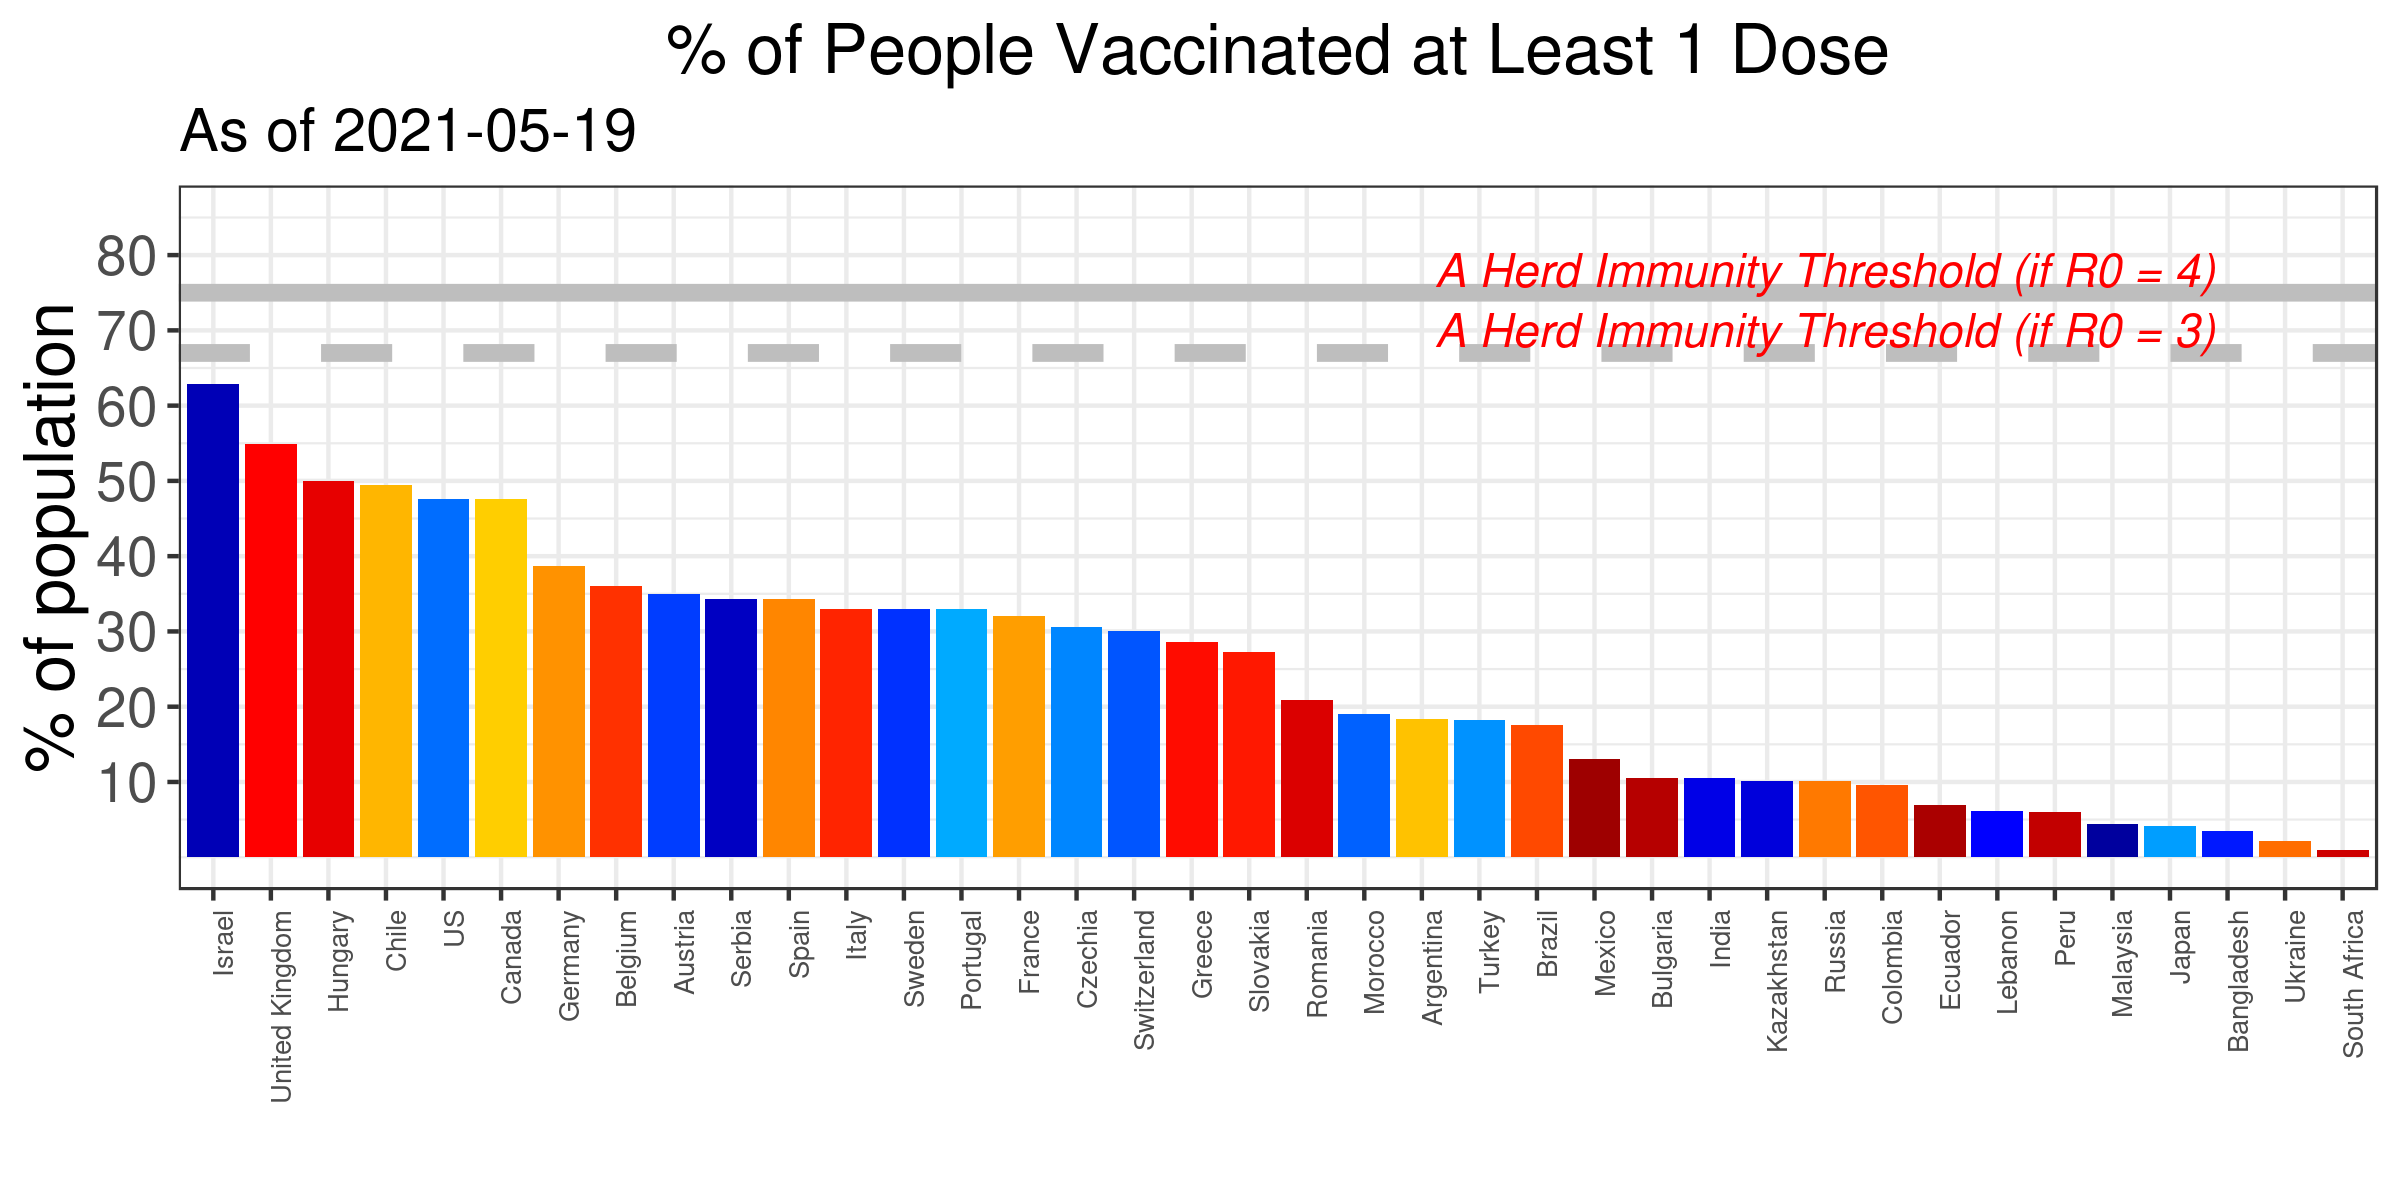 % of People Vaccinated at Least 1 Dose
As of 2021-05-19
% of population
80
70
60
50
40
30
20
10
A Herd Immunity Threshold (if R0 = 4)
A Herd Immunity Threshold (if R0 = 3)
Israel
United Kingdom
Hungary
Chile
US
Canada
Germany
Belgium
Austria
Serbia
Spain
Italy
Sweden
Portugal
France
Czechia
Switzerland
Greece
Slovakia
Romania
Morocco
Argentina
Turkey
Brazil
Mexico
Bulgaria
India
Kazakhstan
Russia
Colombia
Ecuador
Lebanon
Peru
Malaysia
Japan
Bangladesh
Ukraine
South Africa